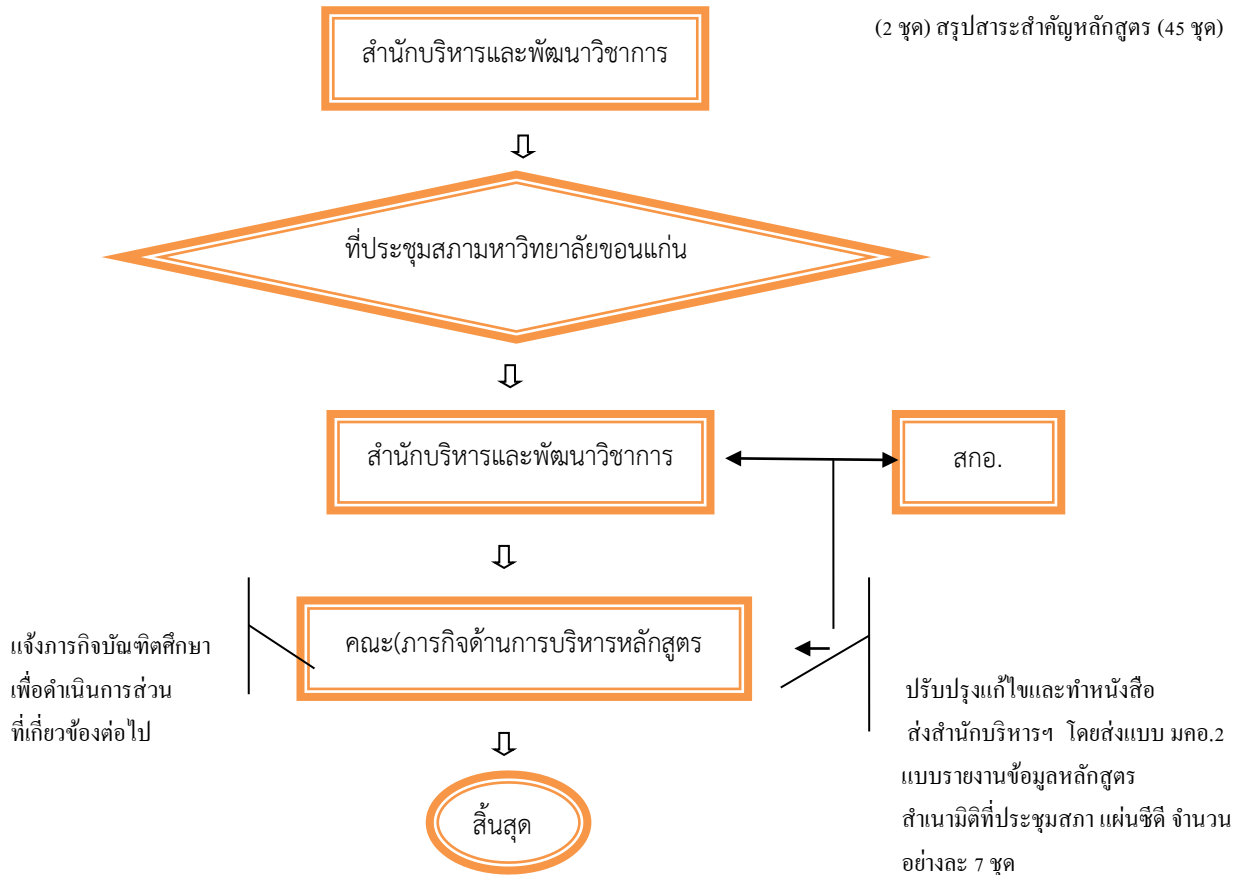 (2 ชุด) สรุปสาระสำคัญหลักสูตร (45 ชุด)
สำนักบริหารและพัฒนาวิชาการ
ที่ประชุมสภามหาวิทยาลัยขอนแก่น
สำนักบริหารและพัฒนาวิชาการ
สกอ.
คณะ(ภารกิจด้านการบริหารหลักสูตร
แจ้งภารกิจบัณฑิตศึกษา
เพื่อดำเนินการส่วน
ที่เกี่ยวข้องต่อไป
ปรับปรุงแก้ไขและทำหนังสือ
ส่งสำนักบริหารฯ โดยส่งแบบ มคอ.2
แบบรายงานข้อมูลหลักสูตร
สำเนามิติที่ประชุมสภา แผ่นซีดี จำนวน
อย่างละ 7 ชุด
สิ้นสุด